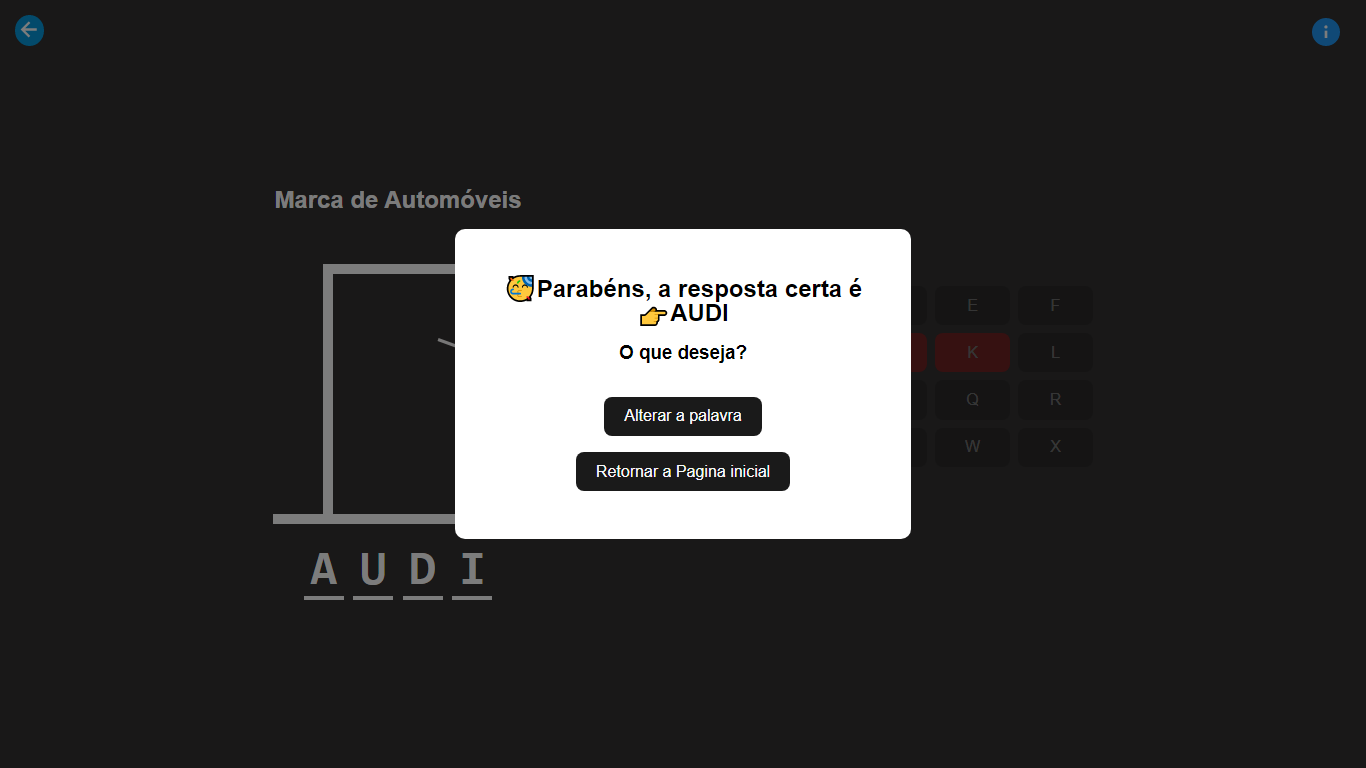 Marca de Automóveis
🥳Parabéns, a resposta certa é
👉AUDI
O que deseja?
Alterar a palavra
Retornar a Pagina inicial
E F
K L
Q R
W X
A U D I